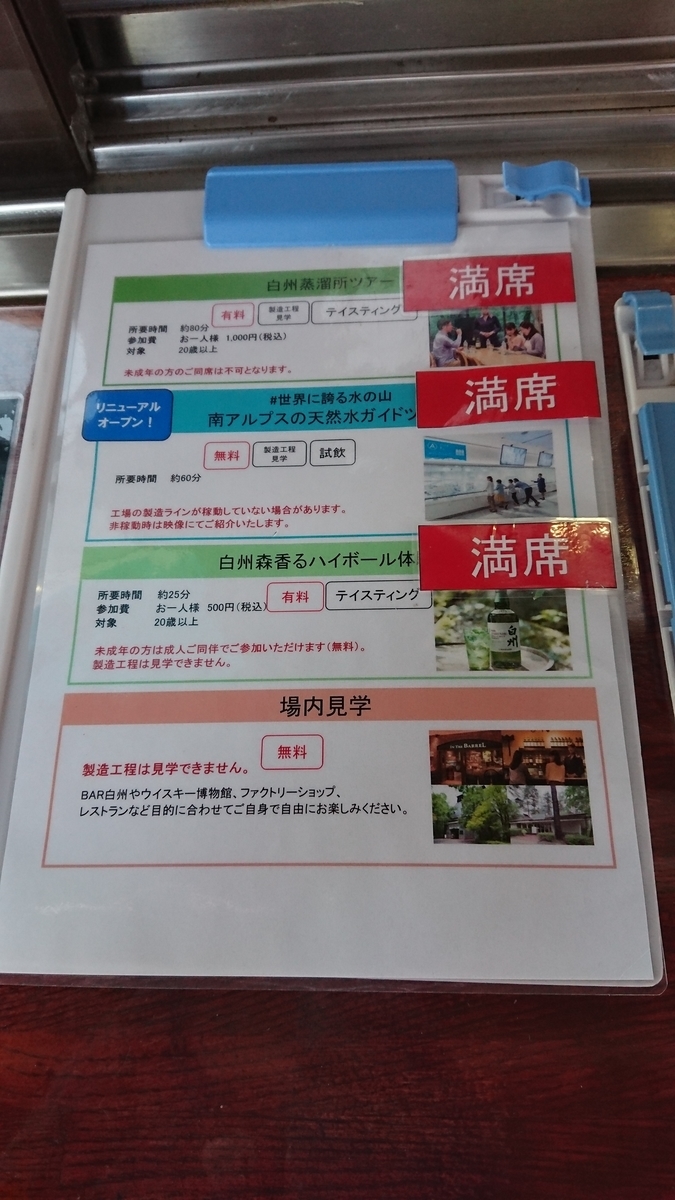 白州蒸溜所ツアー
満席
有料
製造工程
見学
テイスティング
所要時間 約80分
参加費 お一人様 1,000円(税込)
対象 20歳以上
未成年の方のご同席は不可となります。
リニューアル
オープン!
#世界に誇る水の山
南アルプスの天然水ガイドツ
満席
無料
製造工程
見学
試飲
所要時間 約60分
工場の製造ラインが稼動していない場合があります。
非稼動時は映像にてご紹介いたします。
白州森香るハイボール体
満席
所要時間 約25分
参加費 お一人様 500円(税込)
対象 20歳以上
有料
テイスティング
未成年の方は成人ご同伴でご参加いただけます(無料)。
製造工程は見学できません。
白州
場内見学
無料
製造工程は見学できません。
BAR白州やウイスキー博物館、ファクトリーショップ、
レストランなど目的に合わせてご自身で自由にお楽しみください。
IN THE BARREL